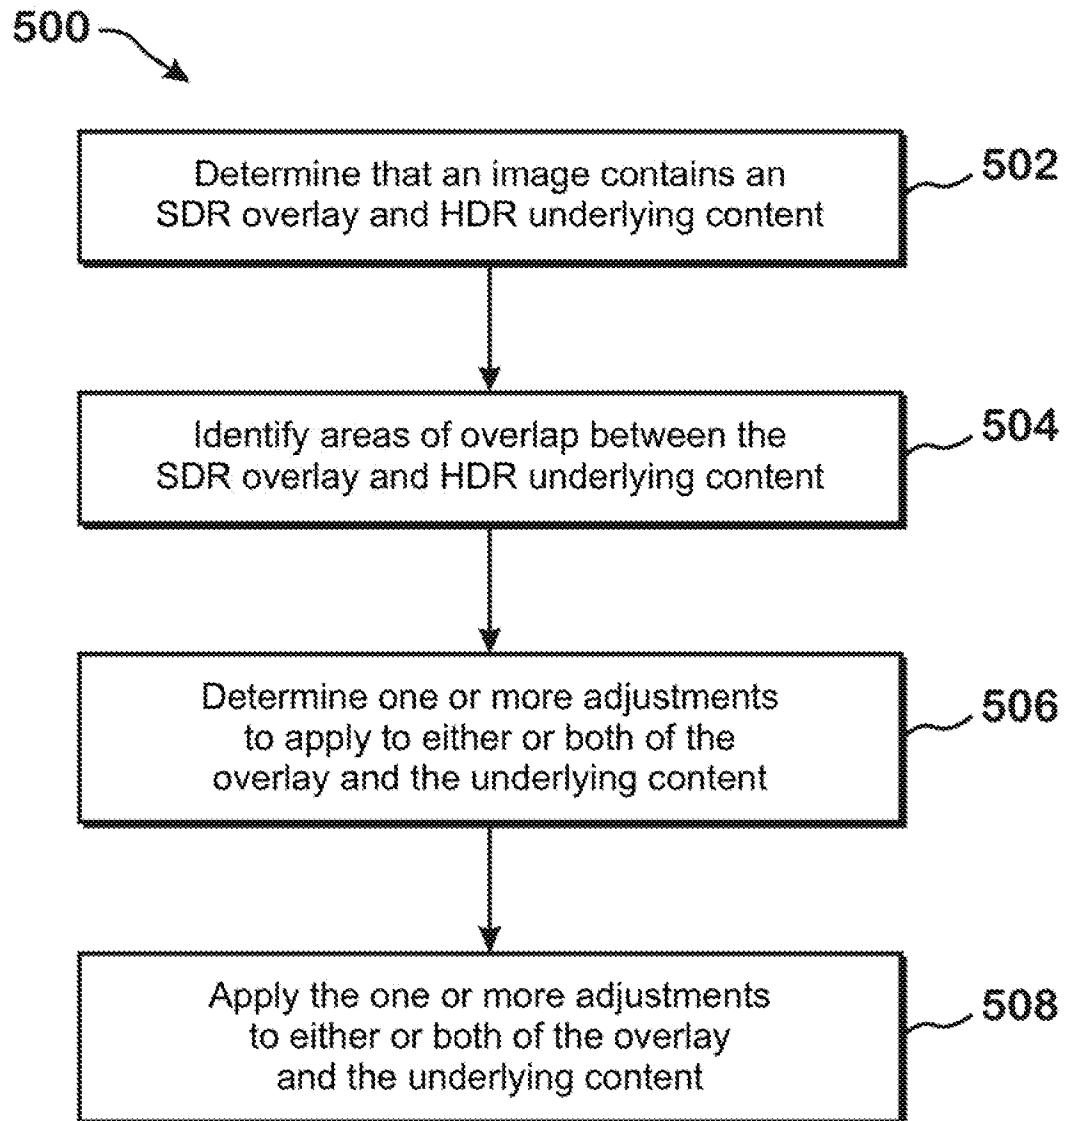 500
Determine that an image contains an
SDR overlay and HDR underlying content
502
Identify areas of overlap between the
SDR overlay and HDR underlying content
504
Determine one or more adjustments
to apply to either or both of the
overlay and the underlying content
506
Apply the one or more adjustments
to either or both of the overlay
and the underlying content
508